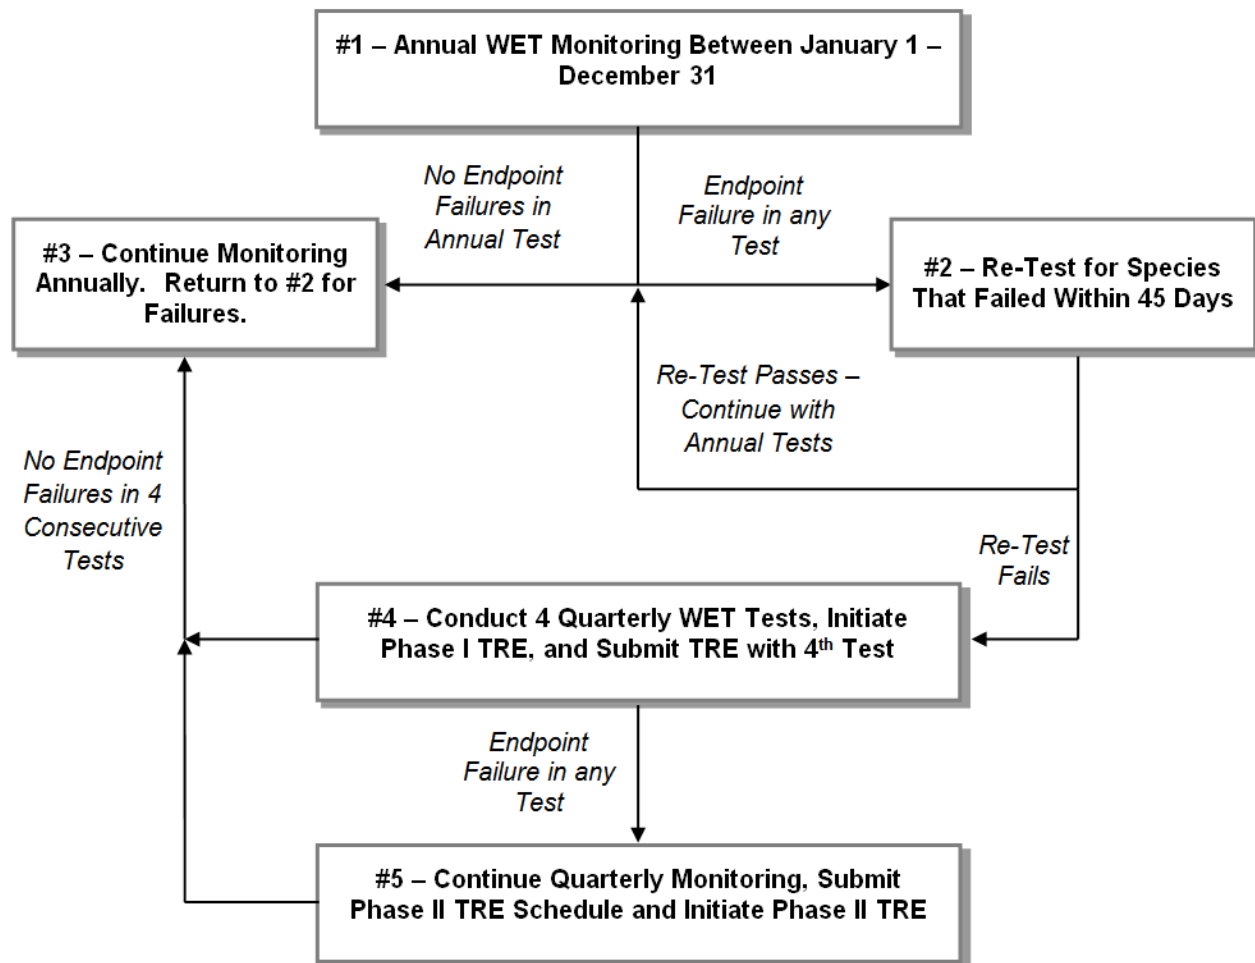 #1 – Annual WET Monitoring Between January 1 –
December 31
No Endpoint
Failures in
Annual Test
Endpoint
Failure in any
Test
#3 – Continue Monitoring
Annually.  Return to #2 for
Failures.
#2 – Re-Test for Species
That Failed Within 45 Days
Re-Test Passes –
Continue with
Annual Tests
No Endpoint
Failures in 4
Consecutive
Tests
Re-Test
Fails
#4 – Conduct 4 Quarterly WET Tests, Initiate
Phase I TRE, and Submit TRE with 4th Test
Endpoint
Failure in any
Test
#5 – Continue Quarterly Monitoring, Submit
Phase II TRE Schedule and Initiate Phase II TRE